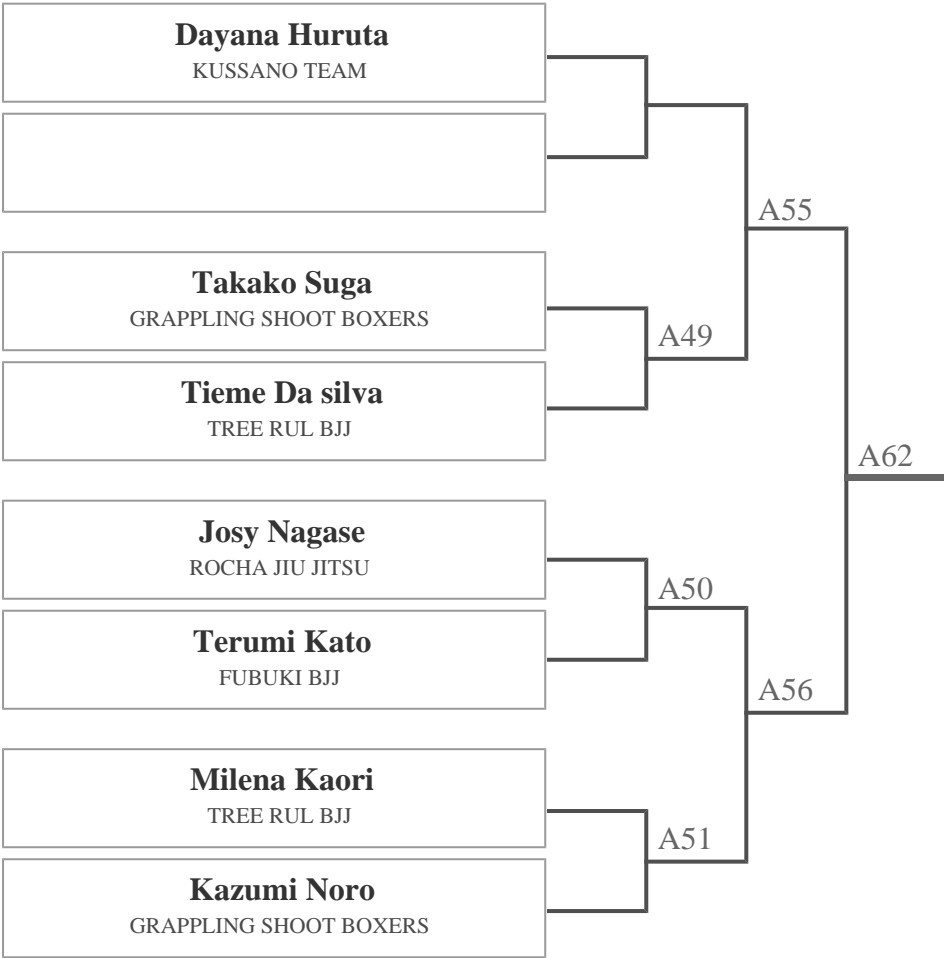 Dayana Huruta
KUSSANO TEAM
A55
Takako Suga
GRAPPLING SHOOT BOXERS
A49
Tieme Da silva
TREE RUL BJJ
A62
Josy Nagase
ROCHA JIU JITSU
A50
Terumi Kato
FUBUKI BJJ
A56
Milena Kaori
TREE RUL BJJ
A51
Kazumi Noro
GRAPPLING SHOOT BOXERS